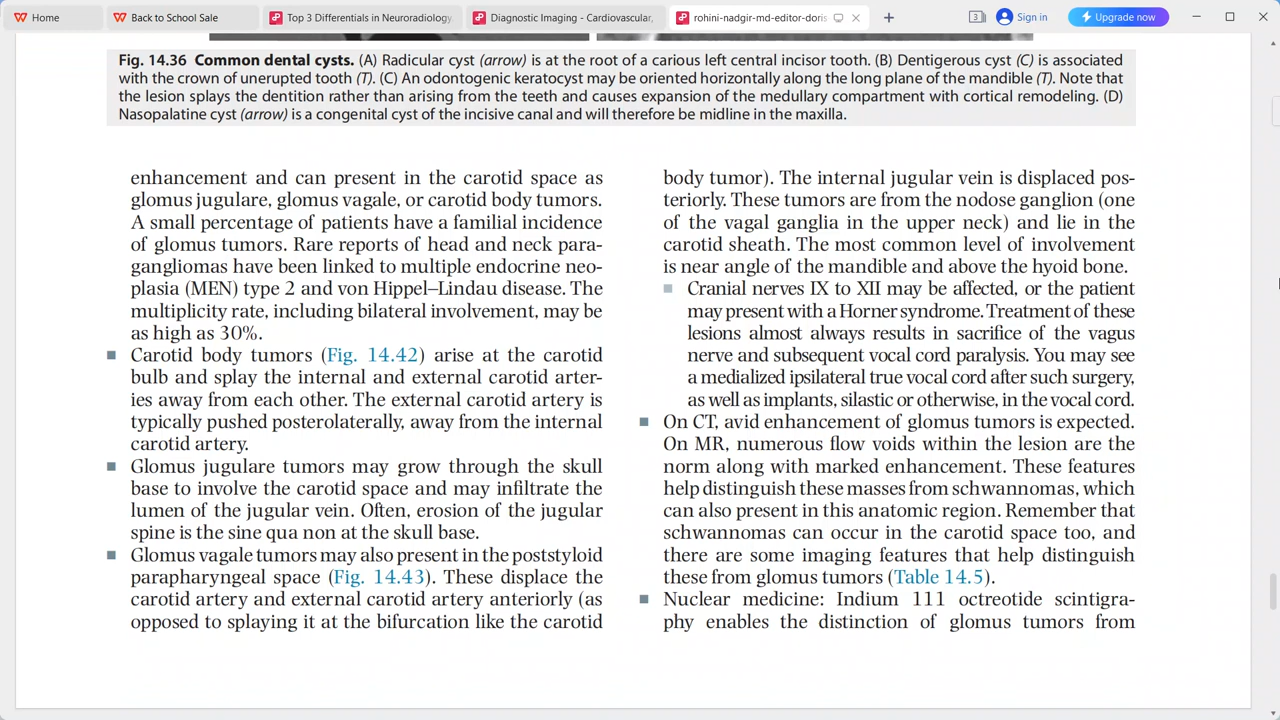 Home
Back to School Sale
Top 3 Differentials in Neuroradiology
Diagnostic Imaging - Cardiovascular,
rohini-nadgir-md-editor-doris
3
Sign in
Upgrade now
Fig. 14.36 Common dental cysts. (A) Radicular cyst (arrow) is at the root of a carious left central incisor tooth. (B) Dentigerous cyst (C) is associated
with the crown of unerupted tooth (T). (C) An odontogenic keratocyst may be oriented horizontally along the long plane of the mandible (T). Note that
the lesion splays the dentition rather than arising from the teeth and causes expansion of the medullary compartment with cortical remodeling. (D)
Nasopalatine cyst (arrow) is a congenital cyst of the incisive canal and will therefore be midline in the maxilla.
enhancement and can present in the carotid space as
glomus jugulare, glomus vagale, or carotid body tumors.
A small percentage of patients have a familial incidence
of glomus tumors. Rare reports of head and neck para-
gangliomas have been linked to multiple endocrine neo-
plasia (MEN) type 2 and von Hippel–Lindau disease. The
multiplicity rate, including bilateral involvement, may be
as high as 30%.
■ Carotid body tumors (Fig. 14.42) arise at the carotid
bulb and splay the internal and external carotid arter-
ies away from each other. The external carotid artery is
typically pushed posterolaterally, away from the internal
carotid artery.
■ Glomus jugulare tumors may grow through the skull
base to involve the carotid space and may infiltrate the
lumen of the jugular vein. Often, erosion of the jugular
spine is the sine qua non at the skull base.
■ Glomus vagale tumors may also present in the poststyloid
parapharyngeal space (Fig. 14.43). These displace the
carotid artery and external carotid artery anteriorly (as
opposed to splaying it at the bifurcation like the carotid
body tumor). The internal jugular vein is displaced pos-
teriorly. These tumors are from the nodose ganglion (one
of the vagal ganglia in the upper neck) and lie in the
carotid sheath. The most common level of involvement
is near angle of the mandible and above the hyoid bone.
■ Cranial nerves IX to XII may be affected, or the patient
may present with a Horner syndrome. Treatment of these
lesions almost always results in sacrifice of the vagus
nerve and subsequent vocal cord paralysis. You may see
a medialized ipsilateral true vocal cord after such surgery,
as well as implants, silastic or otherwise, in the vocal cord.
■ On CT, avid enhancement of glomus tumors is expected.
On MR, numerous flow voids within the lesion are the
norm along with marked enhancement. These features
help distinguish these masses from schwannomas, which
can also present in this anatomic region. Remember that
schwannomas can occur in the carotid space too, and
there are some imaging features that help distinguish
these from glomus tumors (Table 14.5).
■ Nuclear medicine: Indium 111 octreotide scintigra-
phy enables the distinction of glomus tumors from